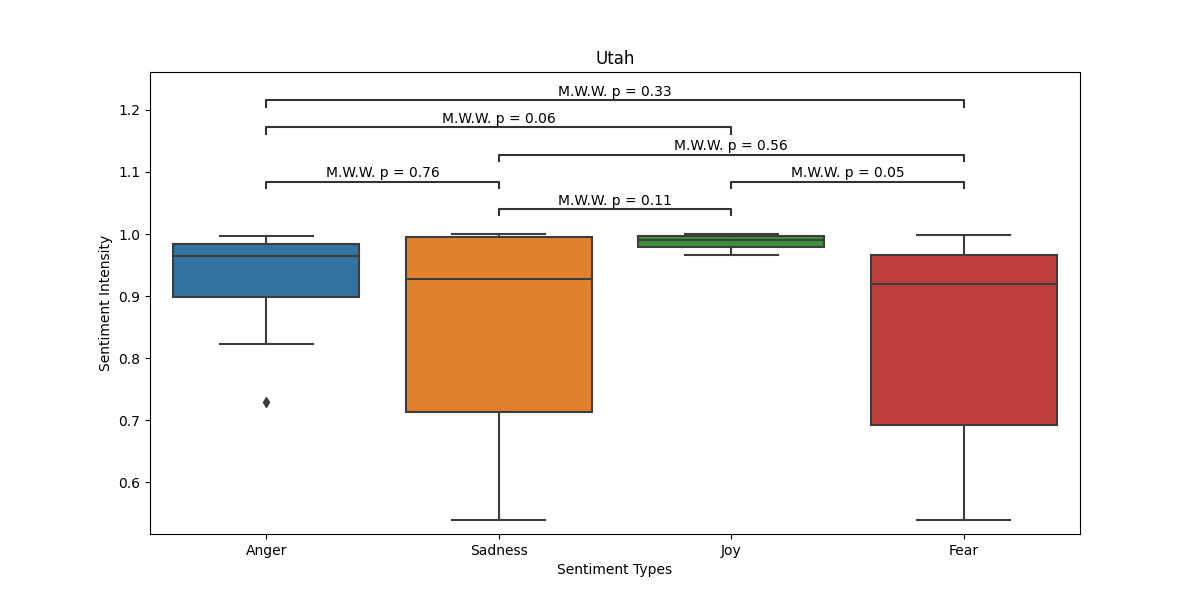 Utah
M.W.W. p = 0.33
M.W.W. p = 0.06
M.W.W. p = 0.56
M.W.W. p = 0.76
M.W.W. p = 0.05
M.W.W. p = 0.11
1.2
1.1
1.0
0.9
0.8
0.7
0.6
Sentiment Intensity
Anger
Sadness
Joy
Fear
Sentiment Types